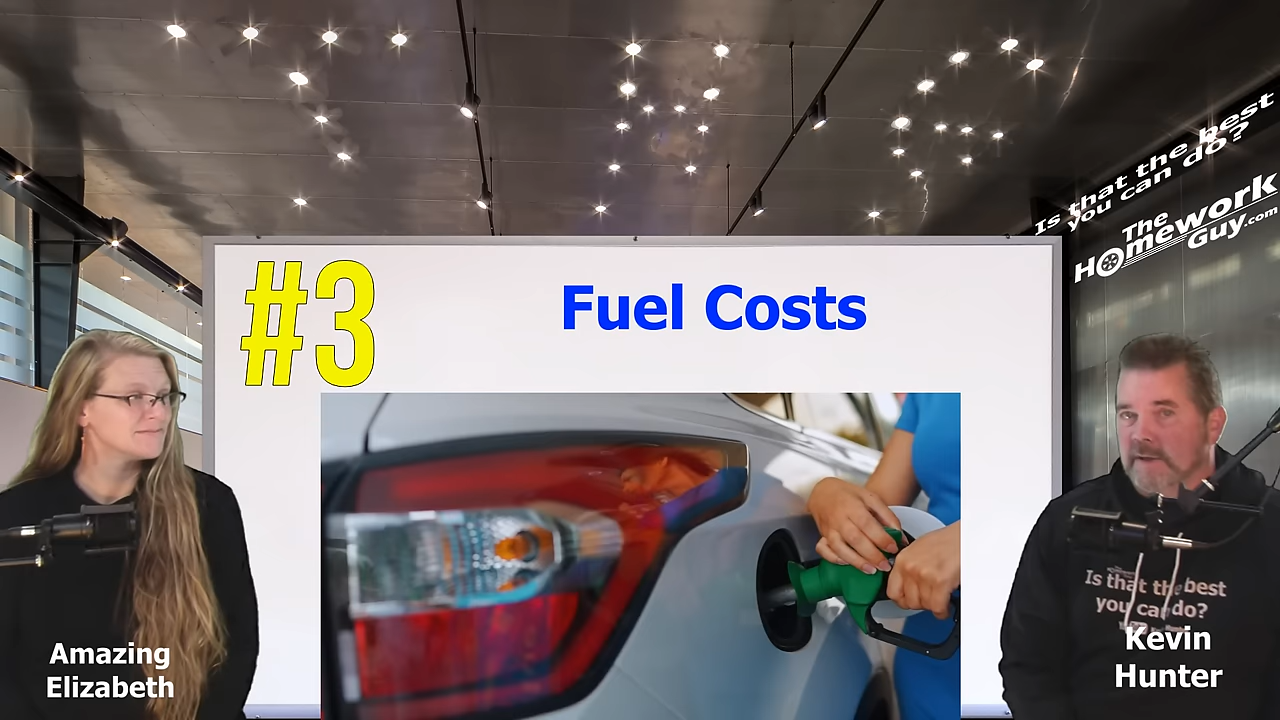 Is that the best
you can do?
The
Homework
Guy.com
#3
Fuel Costs
Is that the best
you can do?
Amazing
Elizabeth
Kevin
Hunter